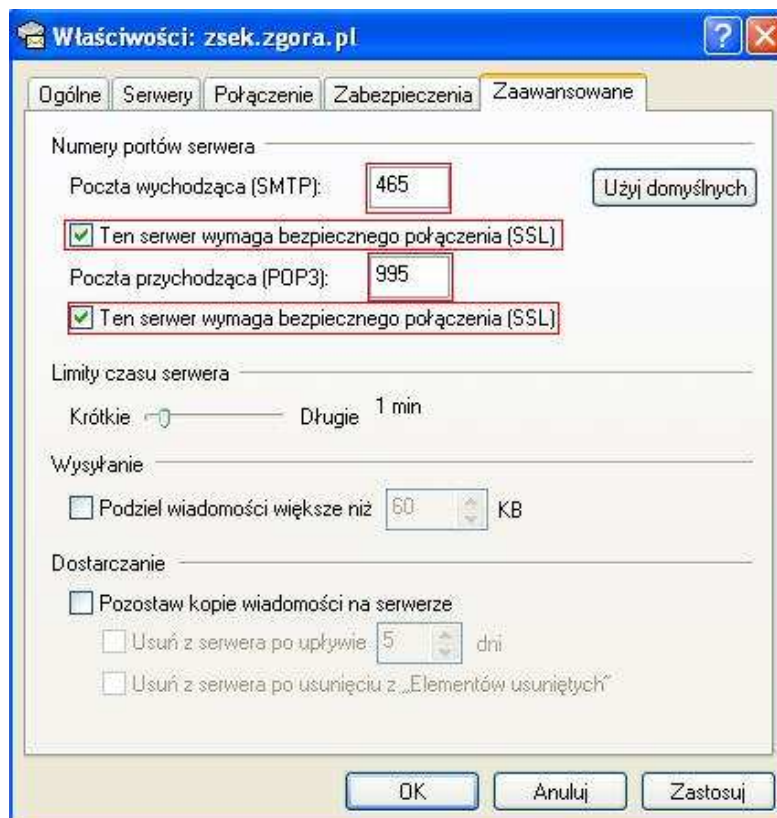 Właściwości: zsek.zgora.pl
Ogólne Serwery Połączenie Zabezpieczenia Zaawansowane
Numery portów serwera
Poczta wychodząca (SMTP): 465 Użyj domyślnych
Ten serwer wymaga bezpiecznego połączenia (SSL)
Poczta przychodząca (POP3): 995
Ten serwer wymaga bezpiecznego połączenia (SSL)
Limity czasu serwera
Krótkie Długie 1 min
Wysyłanie
Podziel wiadomości większe niż 60 KB
Dostarczanie
Pozostaw kopie wiadomości na serwerze
Usuń z serwera po upływie 5 dni
Usuń z serwera po usunięciu z „Elementów usuniętych”
OK Anuluj Zastosuj